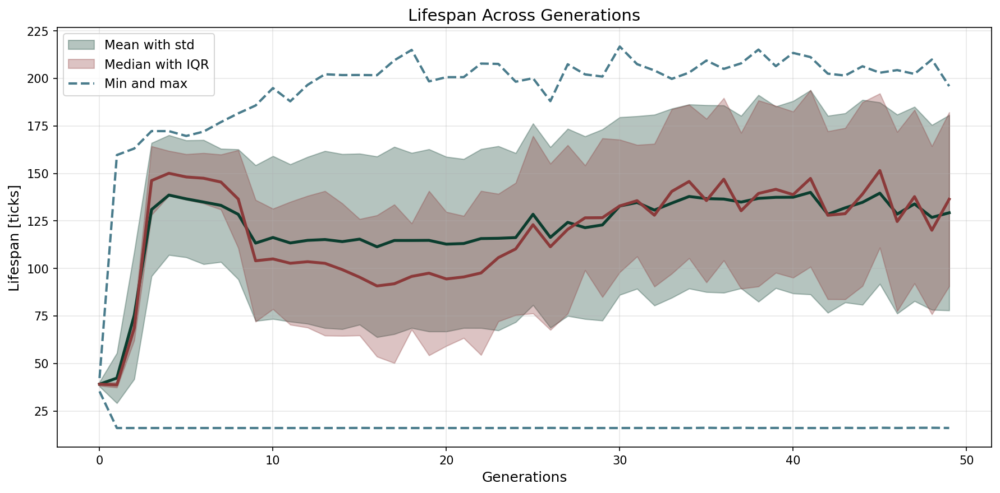 Lifespan Across Generations
Mean with std
Median with IQR
Min and max
Lifespan [ticks]
225
200
175
150
125
100
75
50
25
0
10
20
30
40
50
Generations